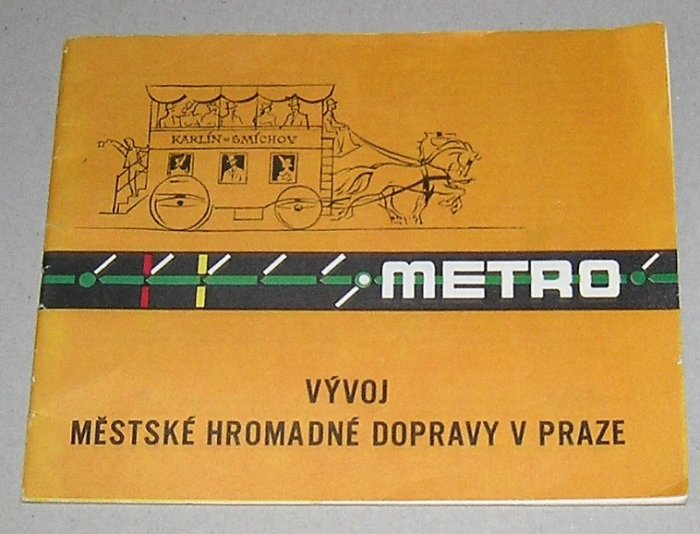 KARLÍN - SMÍCHOV
METRO
VÝVOJ
MĚSTSKÉ HROMADNÉ DOPRAVY V PRAZE